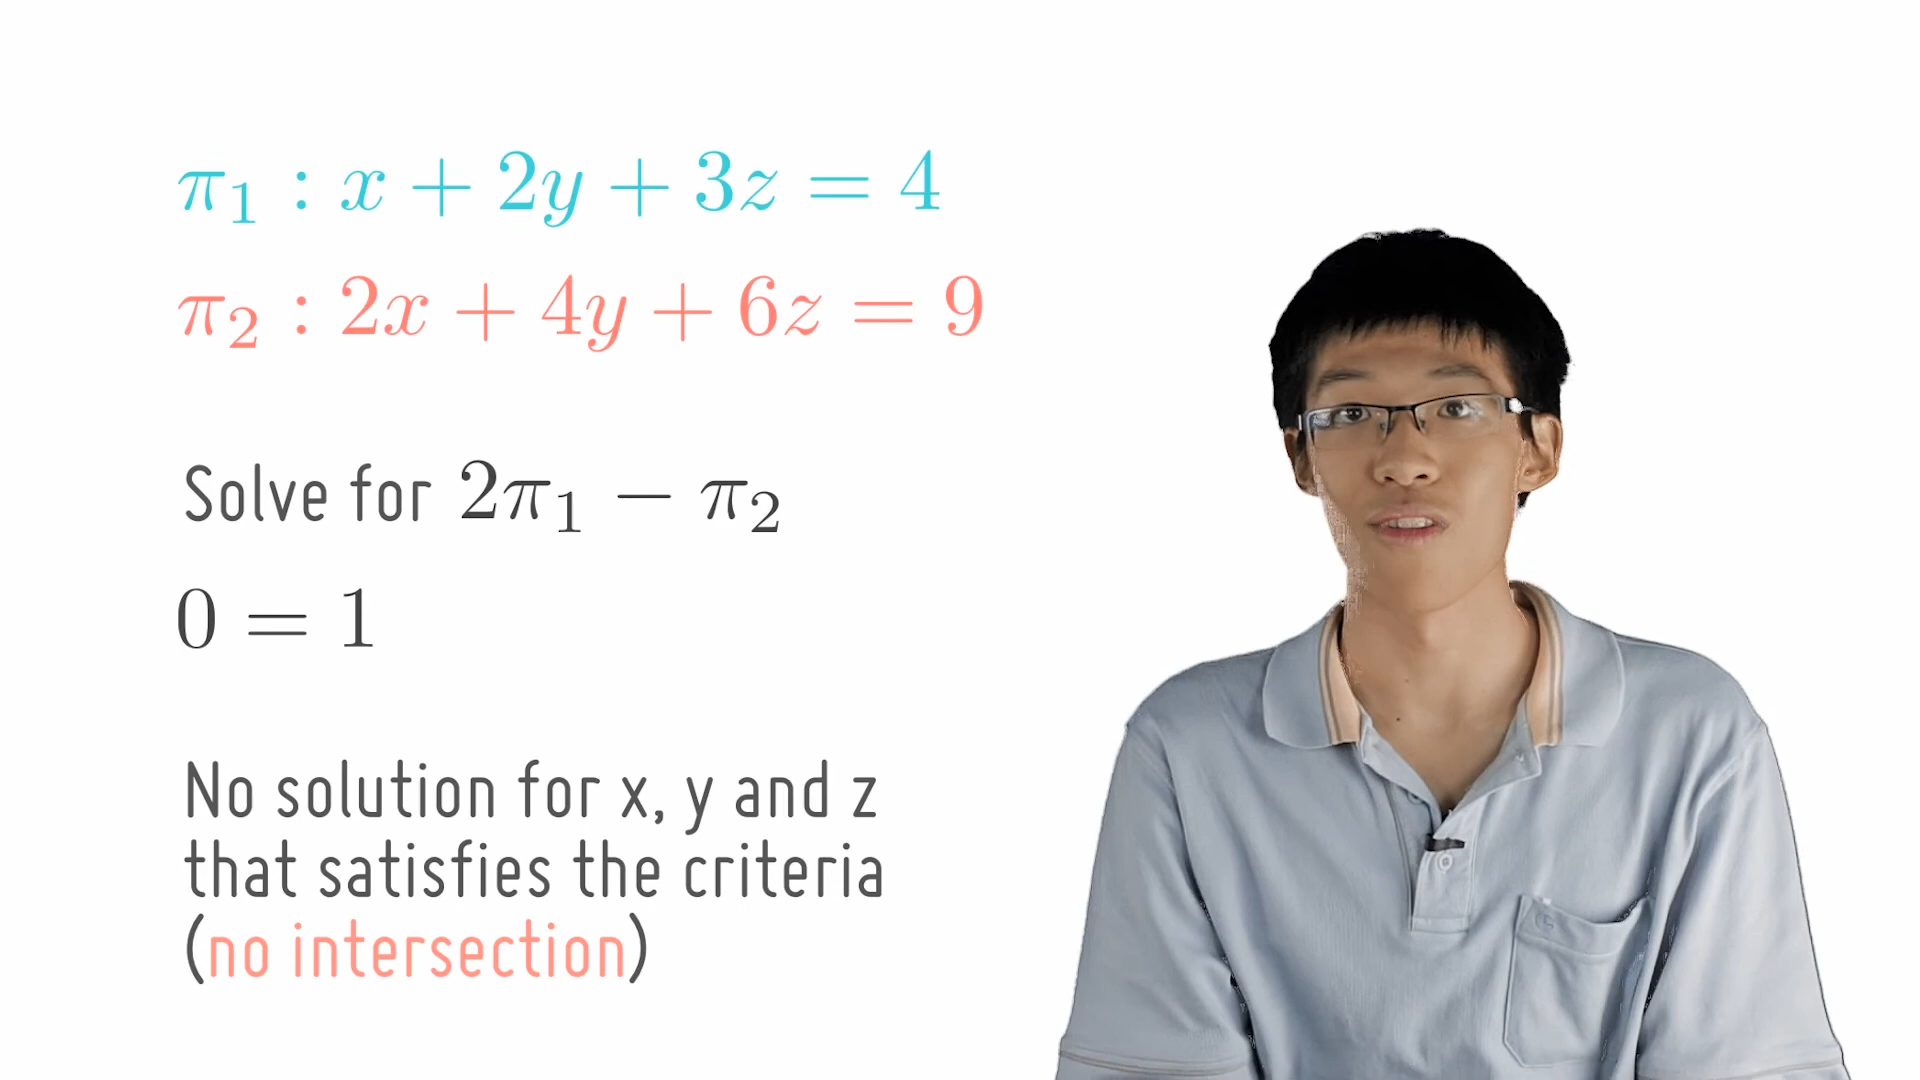 π₁ : x + 2y + 3z = 4
π₂ : 2x + 4y + 6z = 9
Solve for 2π₁ − π₂
0 = 1
No solution for x, y and z
that satisfies the criteria
(no intersection)